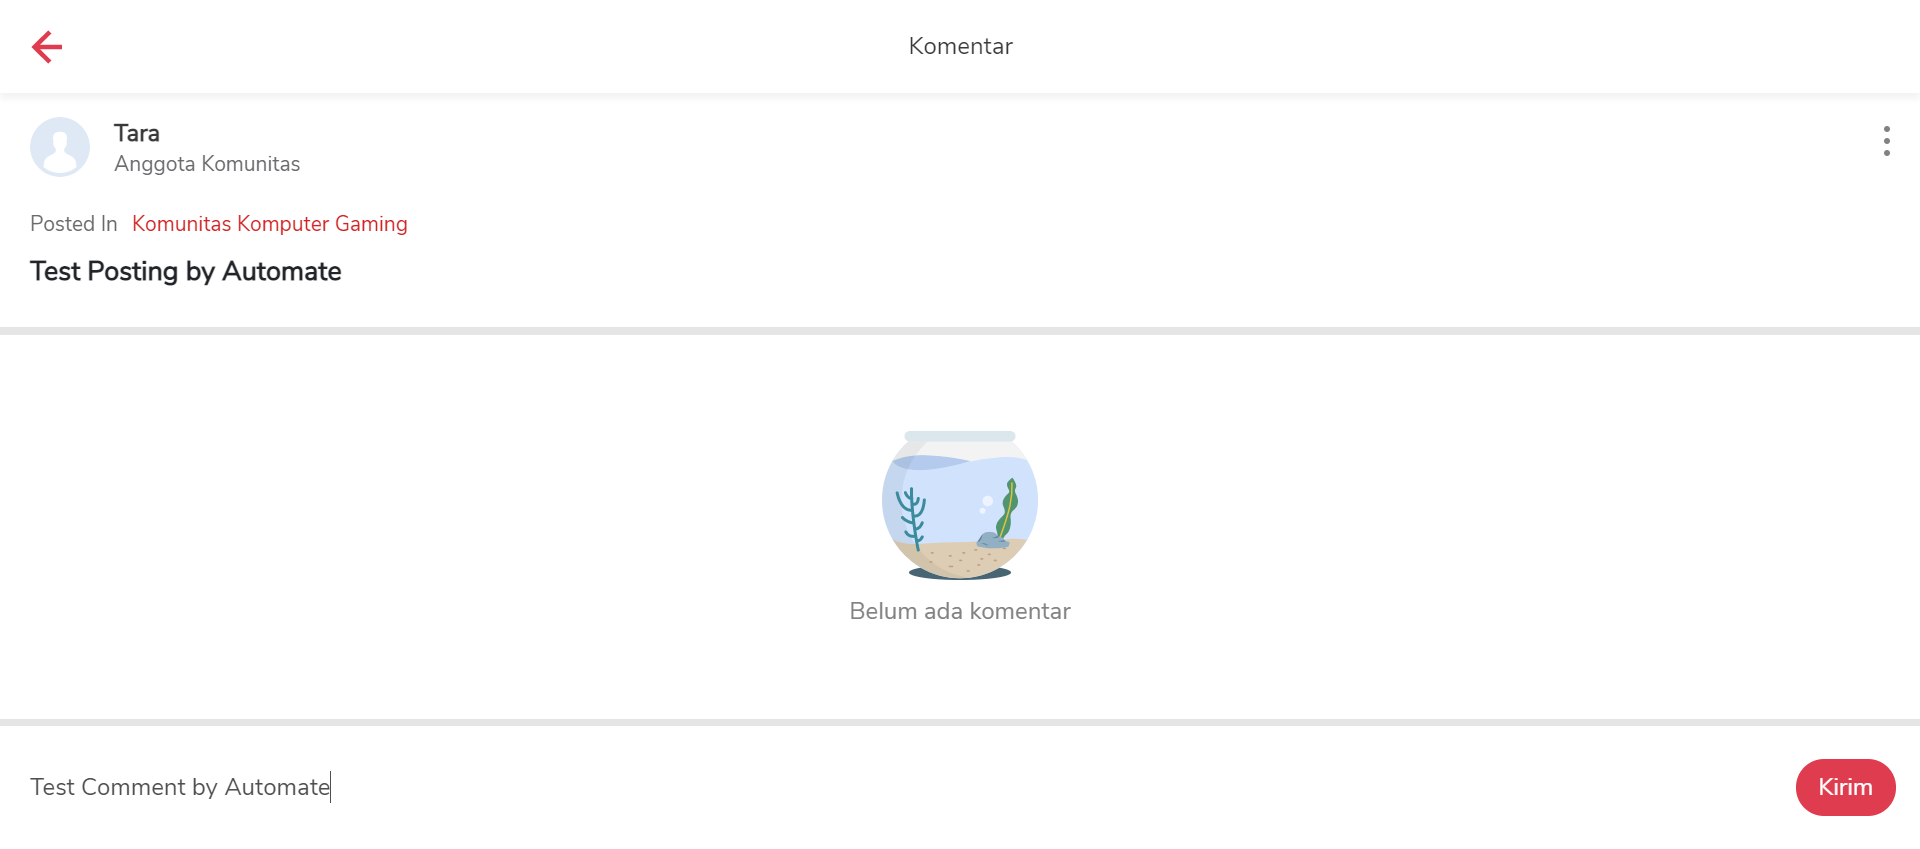 Komentar
Tara
Anggota Komunitas
Posted In Komunitas Komputer Gaming
Test Posting by Automate
Belum ada komentar
Test Comment by Automate
Kirim